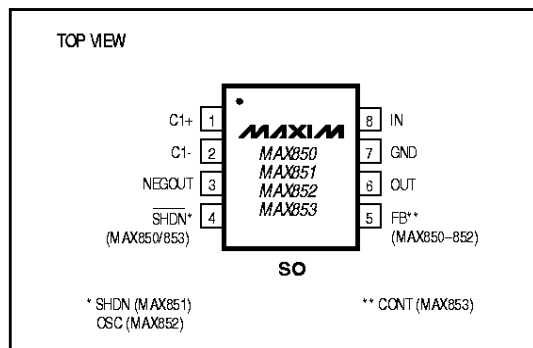 TOP VIEW
C1+ 1
C1- 2
NEGOUT 3
SHDN* 4
(MAX850/853)
MAXIM
MAX850
MAX851
MAX852
MAX853
8 IN
7 GND
6 OUT
5 FB**
(MAX850–852)
SO
* SHDN (MAX851)
OSC (MAX852)
** CONT (MAX853)